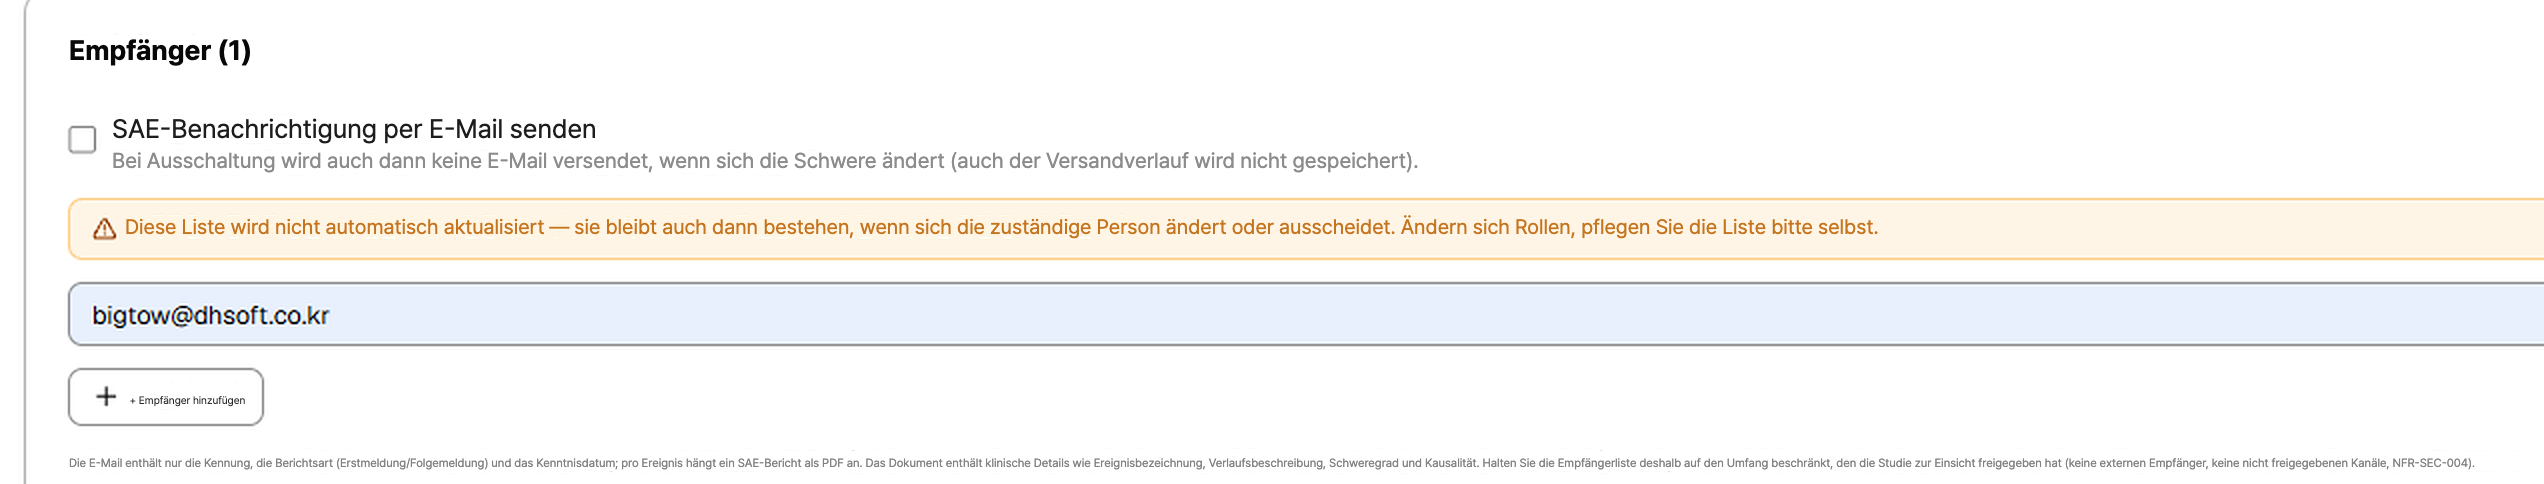 Empfänger (1)
SAE-Benachrichtigung per E-Mail senden
Bei Ausschaltung wird auch dann keine E-Mail versendet, wenn sich die Schwere ändert (auch der Versandverlauf wird nicht gespeichert).
Diese Liste wird nicht automatisch aktualisiert — sie bleibt auch dann bestehen, wenn sich die zuständige Person ändert oder ausscheidet. Ändern sich Rollen, pflegen Sie die Liste bitte selbst.
bigtow@dhsoft.co.kr
+ + Empfänger hinzufügen
Die E-Mail enthält nur die Kennung, die Berichtsart (Erstmeldung/Folgemeldung) und das Kenntnisdatum; pro Ereignis hängt ein SAE-Bericht als PDF an. Das Dokument enthält klinische Details wie Ereignisbezeichnung, Verlaufsbeschreibung, Schweregrad und Kausalität. Halten Sie die Empfängerliste deshalb auf den Umfang beschränkt, den die Studie zur Einsicht freigegeben hat (keine externen Empfänger, keine nicht freigegebenen Kanäle, NFR-SEC-004).